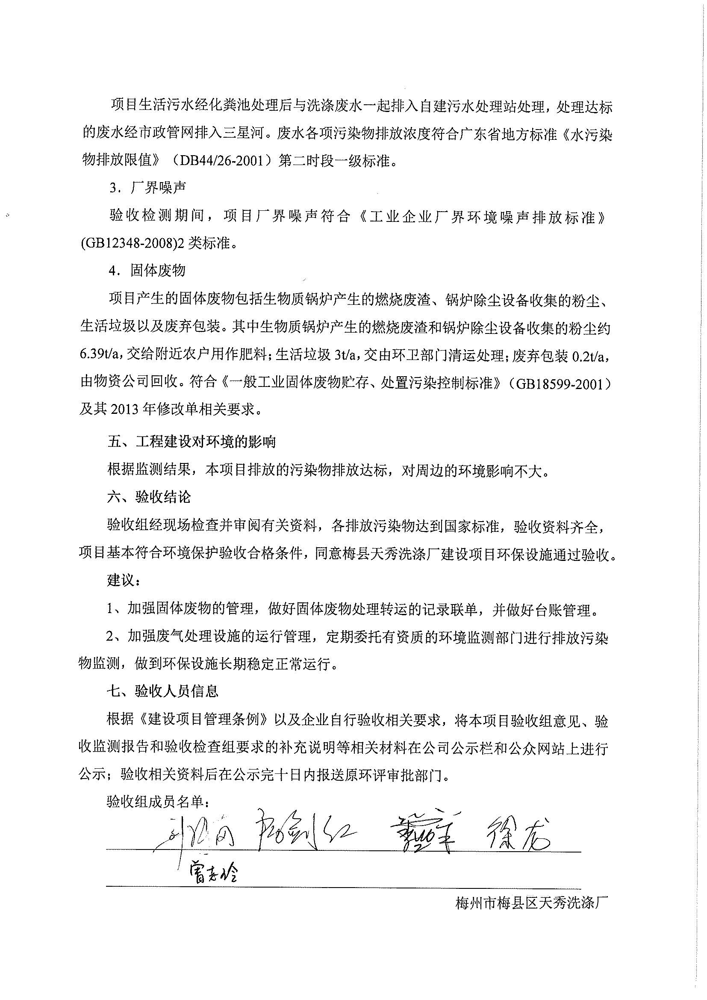 项目生活污水经化粪池处理后与洗涤废水一起排入自建污水处理站处理，处理达标
的废水经市政管网排入三星河。废水各项污染物排放浓度符合广东省地方标准《水污染
物排放限值》（DB44/26-2001）第二时段一级标准。
3．厂界噪声
验收检测期间，项目厂界噪声符合《工业企业厂界环境噪声排放标准》
(GB12348-2008)2 类标准。
4．固体废物
项目产生的固体废物包括生物质锅炉产生的燃烧废渣、锅炉除尘设备收集的粉尘、
生活垃圾以及废弃包装。其中生物质锅炉产生的燃烧废渣和锅炉除尘设备收集的粉尘约
6.39t/a，交给附近农户用作肥料；生活垃圾 3t/a，交由环卫部门清运处理；废弃包装 0.2t/a，
由物资公司回收。符合《一般工业固体废物贮存、处置污染控制标准》（GB18599-2001）
及其 2013 年修改单相关要求。
五、工程建设对环境的影响
根据监测结果，本项目排放的污染物排放达标，对周边的环境影响不大。
六、验收结论
验收组经现场检查并审阅有关资料，各排放污染物达到国家标准，验收资料齐全，
项目基本符合环境保护验收合格条件，同意梅县天秀洗涤厂建设项目环保设施通过验收。
建议：
1、加强固体废物的管理，做好固体废物处理转运的记录联单，并做好台账管理。
2、加强废气处理设施的运行管理，定期委托有资质的环境监测部门进行排放污染
物监测，做到环保设施长期稳定正常运行。
七、验收人员信息
根据《建设项目管理条例》以及企业自行验收相关要求，将本项目验收组意见、验
收监测报告和验收检查组要求的补充说明等相关材料在公司公示栏和公众网站上进行
公示；验收相关资料后在公示完十日内报送原环评审批部门。
验收组成员名单：
徐龙
曾志玲
梅州市梅县区天秀洗涤厂